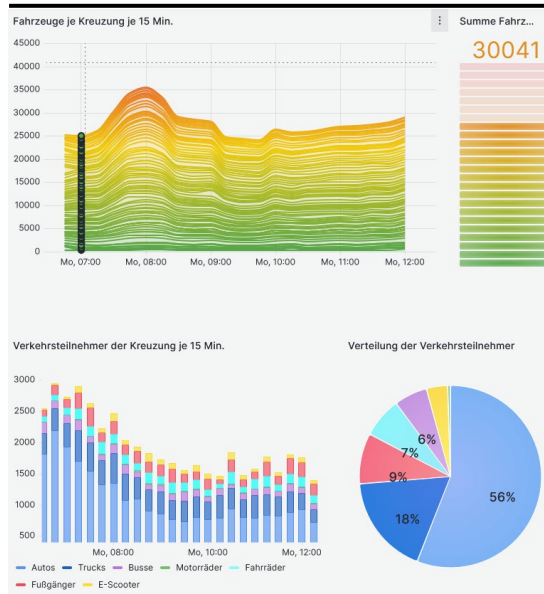 Fahrzeuge je Kreuzung je 15 Min.
Summe Fahrz...
30041
45000
40000
35000
30000
25000
20000
15000
10000
5000
0
Mo, 07:00 Mo, 08:00 Mo, 09:00 Mo, 10:00 Mo, 11:00 Mo, 12:00
Verkehrsteilnehmer der Kreuzung je 15 Min.
3000
2500
2000
1500
1000
500
Mo, 08:00 Mo, 10:00 Mo, 12:00
Autos Trucks Busse Motorräder Fahrräder
Fußgänger E-Scooter
Verteilung der Verkehrsteilnehmer
6%
7%
9%
56%
18%